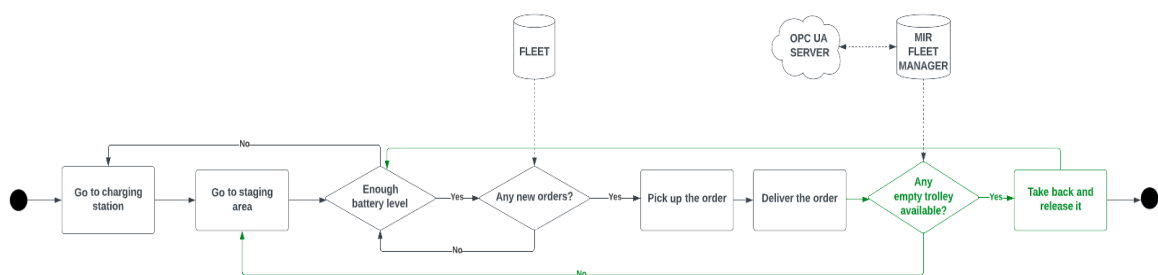 FLEET
OPC UA
SERVER
MIR
FLEET
MANAGER
No
Go to charging
station
Go to staging
area
Enough
battery level
Yes
Any new orders?
Yes
Pick up the order
Deliver the order
Any
empty trolley
available?
Yes
Take back and
release it
No
No